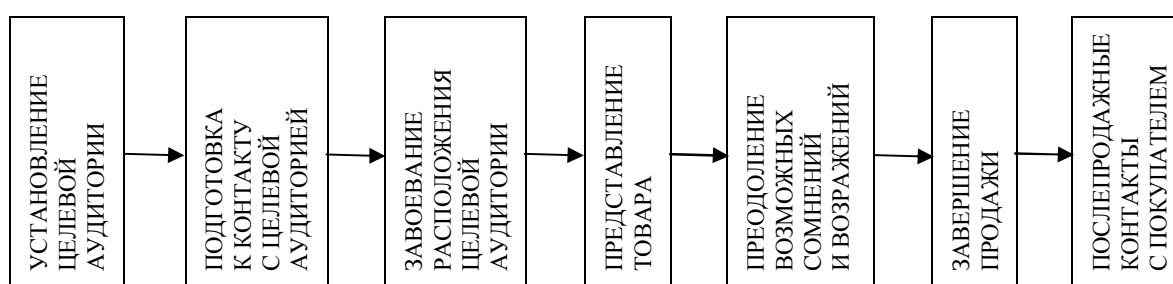 УСТАНОВЛЕНИЕ
ЦЕЛЕВОЙ
АУДИТОРИИ
ПОДГОТОВКА
К КОНТАКТУ
С ЦЕЛЕВОЙ
АУДИТОРИЕЙ
ЗАВОЕВАНИЕ
РАСПОЛОЖЕНИЯ
ЦЕЛЕВОЙ
АУДИТОРИИ
ПРЕДСТАВЛЕНИЕ
ТОВАРА
ПРЕОДОЛЕНИЕ
ВОЗМОЖНЫХ
СОМНЕНИЙ
И ВОЗРАЖЕНИЙ
ЗАВЕРШЕНИЕ
ПРОДАЖИ
ПОСЛЕПРОДАЖНЫЕ
КОНТАКТЫ
С ПОКУПАТЕЛЕМ